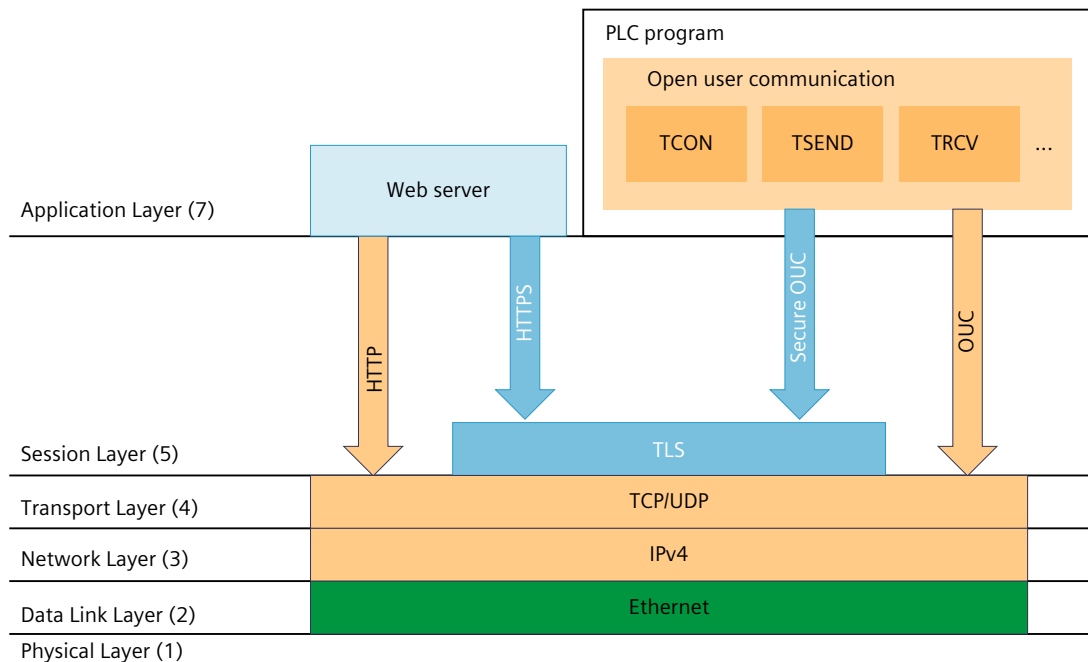 PLC program
Open user communication
TCON
TSEND
TRCV
...
Web server
Application Layer (7)
HTTP
HTTPS
Secure OUC
OUC
Session Layer (5)
TLS
Transport Layer (4)
TCP/UDP
Network Layer (3)
IPv4
Data Link Layer (2)
Ethernet
Physical Layer (1)